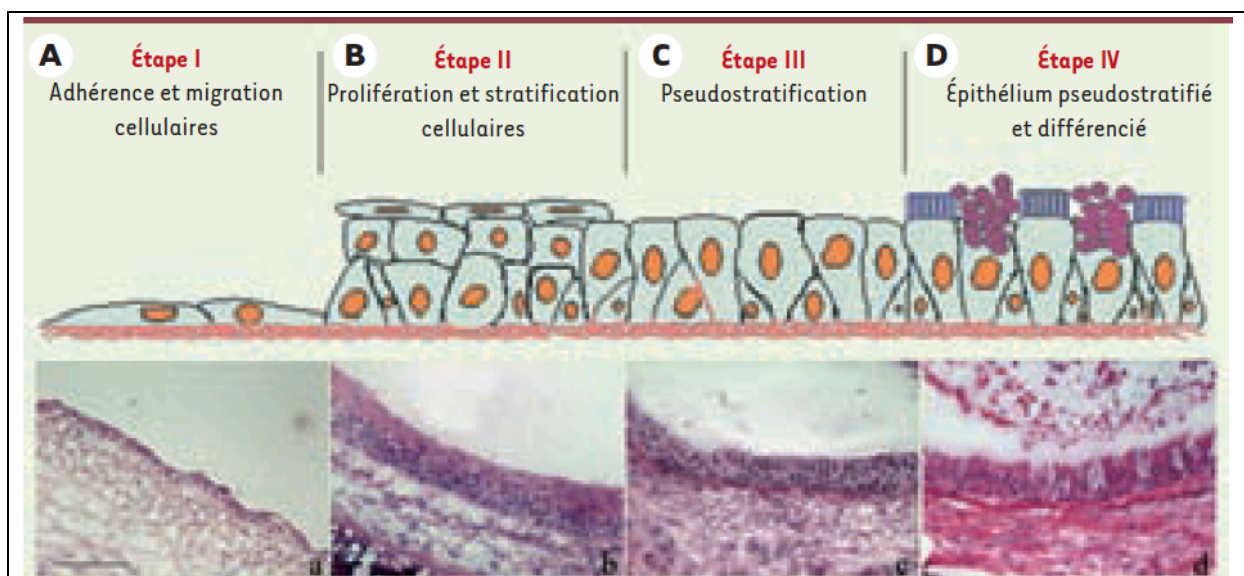 A
Étape I
Adhérence et migration
cellulaires
B
Étape II
Prolifération et stratification
cellulaires
C
Étape III
Pseudostratification
D
Étape IV
Épithélium pseudostratifié
et différencié
a
b
c
d